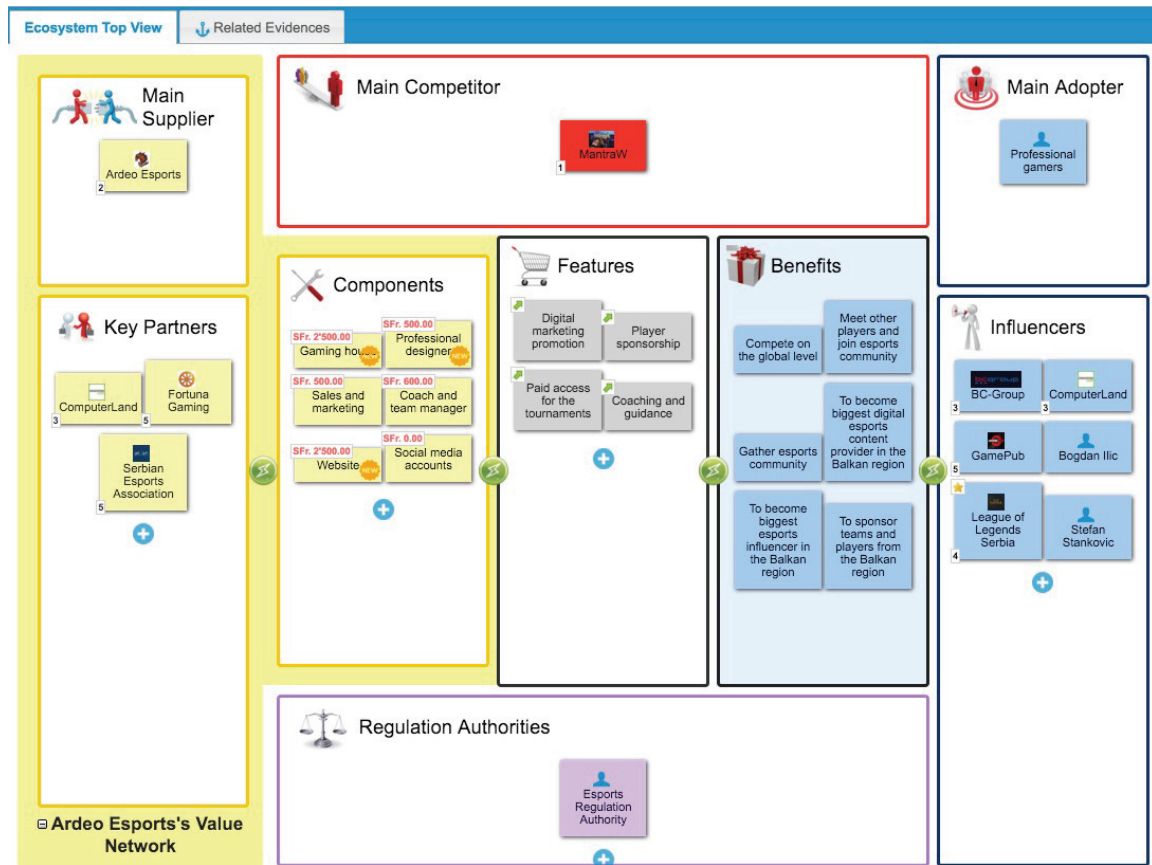 Ecosystem Top View
Related Evidences
Main
Supplier
Ardeo Esports
2
Main Competitor
MantraW
1
Main Adopter
Professional
gamers
Key Partners
ComputerLand
3
Fortuna
Gaming
5
Serbian
Esports
Association
5
Components
SFr. 2'500.00
Gaming house
NEW
SFr. 500.00
Professional
designer
NEW
SFr. 500.00
Sales and
marketing
SFr. 600.00
Coach and
team manager
SFr. 2'500.00
Website
NEW
SFr. 0.00
Social media
accounts
Features
Digital
marketing
promotion
Player
sponsorship
Paid access
for the
tournaments
Coaching and
guidance
Benefits
Compete on
the global level
Meet other
players and
join esports
community
Gather esports
community
To become
biggest digital
esports
content
provider in the
Balkan region
To become
biggest
esports
influencer in
the Balkan
region
To sponsor
teams and
players from
the Balkan
region
Influencers
BC-Group
3
ComputerLand
3
GamePub
5
Bogdan Ilic
League of
Legends
Serbia
4
Stefan
Stankovic
Regulation Authorities
Esports
Regulation
Authority
Ardeo Esports's Value
Network